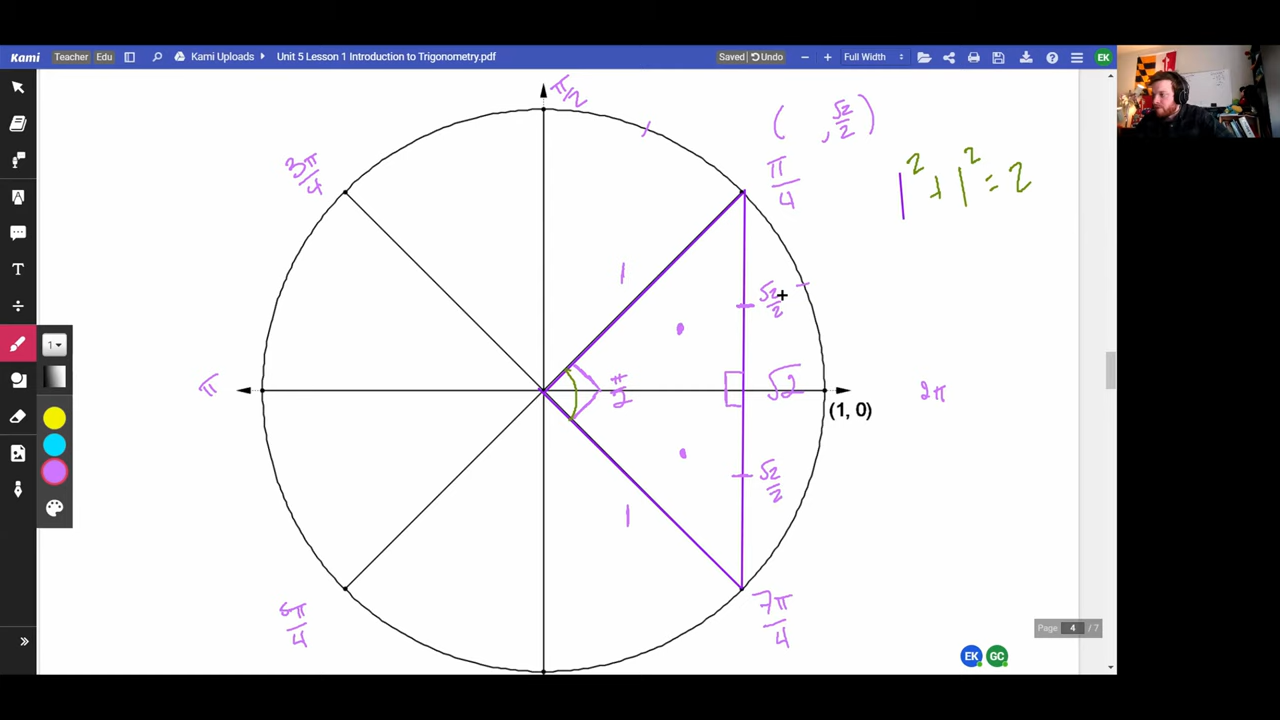 Kami Teacher Edu Kami Uploads Unit 5 Lesson 1 Introduction to Trigonometry.pdf Saved Undo Full Width EK
π/2
( , √2/2)
1² + 1² = 2
3π/4
π/4
1
√2/2
π
π/2
√2
(1, 0)
2π
√2/2
1
5π/4
7π/4
T
1
Page 4 / 7
EK GC